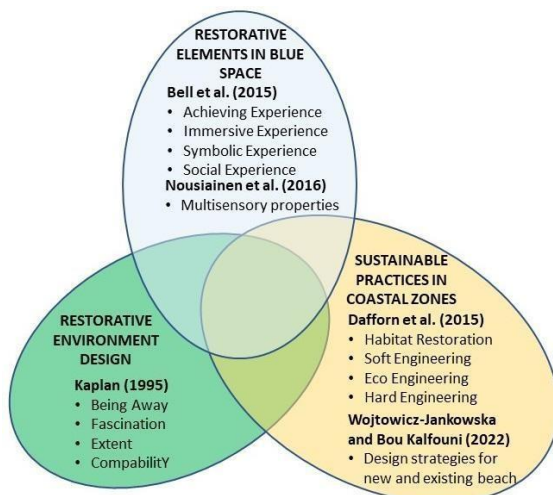 RESTORATIVE
ELEMENTS IN BLUE
SPACE
Bell et al. (2015)
• Achieving Experience
• Immersive Experience
• Symbolic Experience
• Social Experience
Nousiainen et al. (2016)
• Multisensory properties
RESTORATIVE
ENVIRONMENT
DESIGN
Kaplan (1995)
• Being Away
• Fascination
• Extent
• CompabilitY
SUSTAINABLE
PRACTICES IN
COASTAL ZONES
Dafforn et al. (2015)
• Habitat Restoration
• Soft Engineering
• Eco Engineering
• Hard Engineering
Wojtowicz-Jankowska
and Bou Kalfouni (2022)
• Design strategies for
new and existing beach